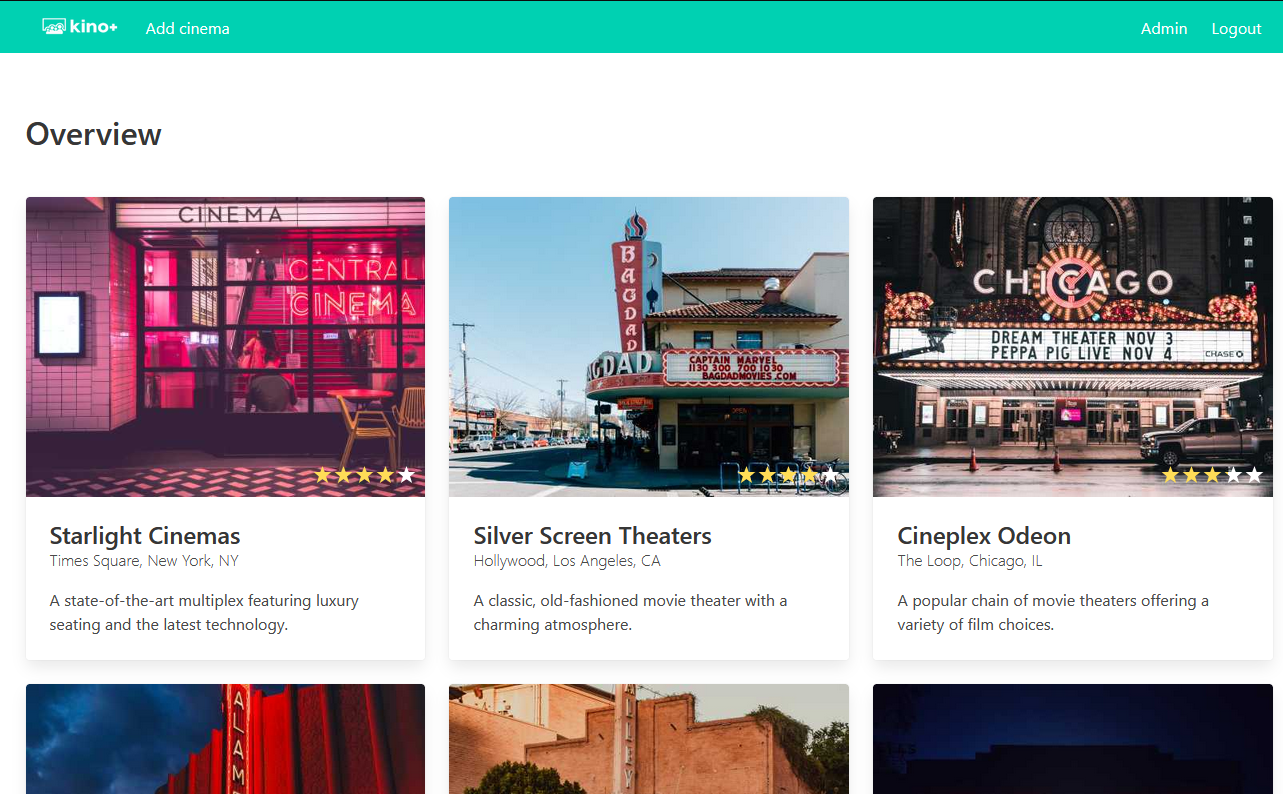 kino+ Add cinema Admin Logout
Overview
CINEMA
CENTRAL
CINEMA
BAGDAD
GDAD
CAPTAIN MARVEL
1130 300 700 1030
BAGDADMOVIES.COM
OPEN
CHICAGO
DREAM THEATER NOV 3
PEPPA PIG LIVE NOV 4
CHASE
Starlight Cinemas
Times Square, New York, NY
A state-of-the-art multiplex featuring luxury
seating and the latest technology.
Silver Screen Theaters
Hollywood, Los Angeles, CA
A classic, old-fashioned movie theater with a
charming atmosphere.
Cineplex Odeon
The Loop, Chicago, IL
A popular chain of movie theaters offering a
variety of film choices.
ALAM
LEY